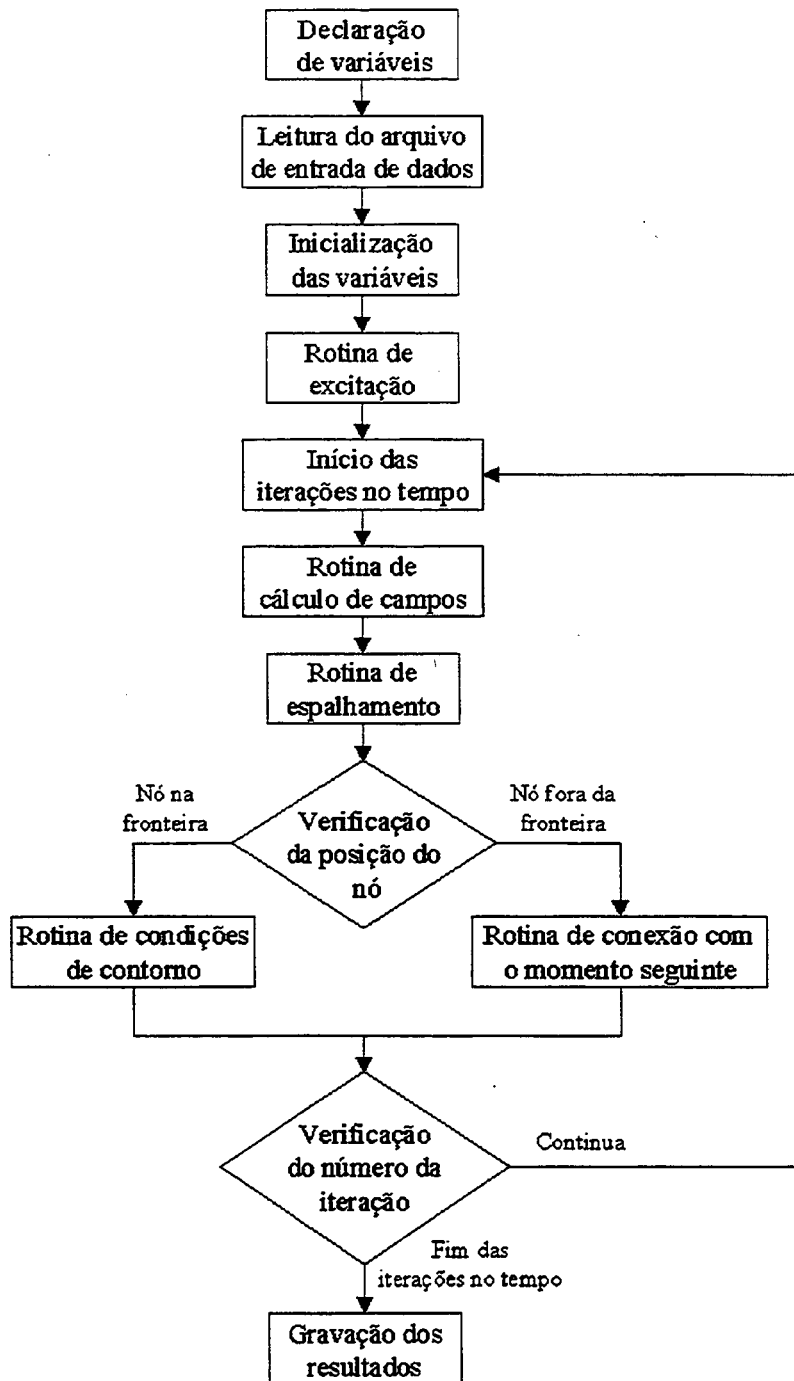 Declaração
de variáveis
Leitura do arquivo
de entrada de dados
Inicialização
das variáveis
Rotina de
excitação
Início das
iterações no tempo
Rotina de
cálculo de campos
Rotina de
espalhamento
Nó na
fronteira
Verificação
da posição do
nó
Nó fora da
fronteira
Rotina de condições
de contorno
Rotina de conexão com
o momento seguinte
Verificação
do número da
iteração
Continua
Fim das
iterações no tempo
Gravação dos
resultados